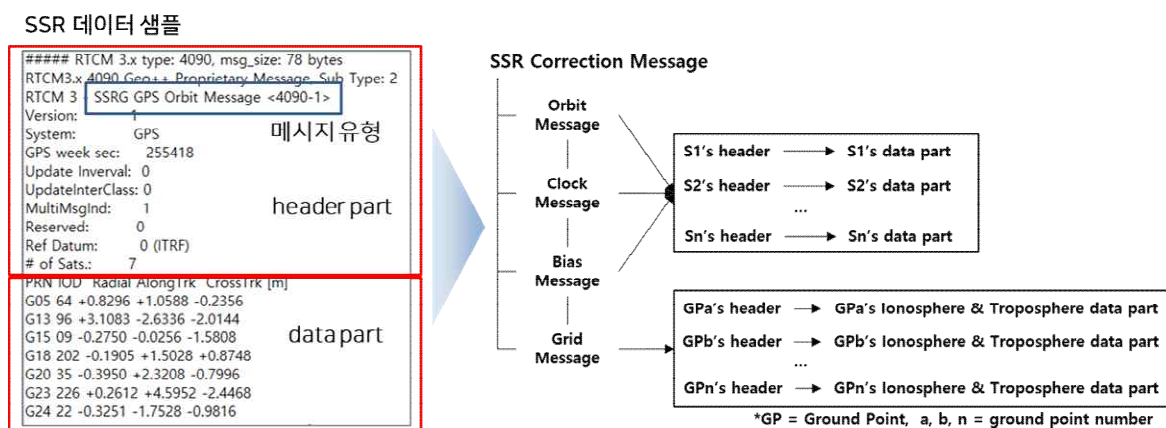 SSR 데이터 샘플
##### RTCM 3.x type: 4090, msg_size: 78 bytes
RTCM3.x 4090 Geo++ Proprietary Message, Sub Type: 2
RTCM 3 SSRG GPS Orbit Message <4090-1>
Version: 1
System: GPS
GPS week sec: 255418
Update Inverval: 0
UpdateInterClass: 0
MultiMsgInd: 1
Reserved: 0
Ref Datum: 0 (ITRF)
# of Sats.: 7
메시지 유형
header part
PRN IOD Radial AlongTrk CrossTrk [m]
G05 64 +0.8296 +1.0588 -0.2356
G13 96 +3.1083 -2.6336 -2.0144
G15 09 -0.2750 -0.0256 -1.5808
G18 202 -0.1905 +1.5028 +0.8748
G20 35 -0.3950 +2.3208 -0.7996
G23 226 +0.2612 +4.5952 -2.4468
G24 22 -0.3251 -1.7528 -0.9816
data part
SSR Correction Message
Orbit
Message
Clock
Message
Bias
Message
Grid
Message
S1's header S1's data part
S2's header S2's data part
...
Sn's header Sn's data part
GPa's header GPa's Ionosphere & Troposphere data part
GPb's header GPb's Ionosphere & Troposphere data part
...
GPn's header GPn's Ionosphere & Troposphere data part
*GP = Ground Point, a, b, n = ground point number